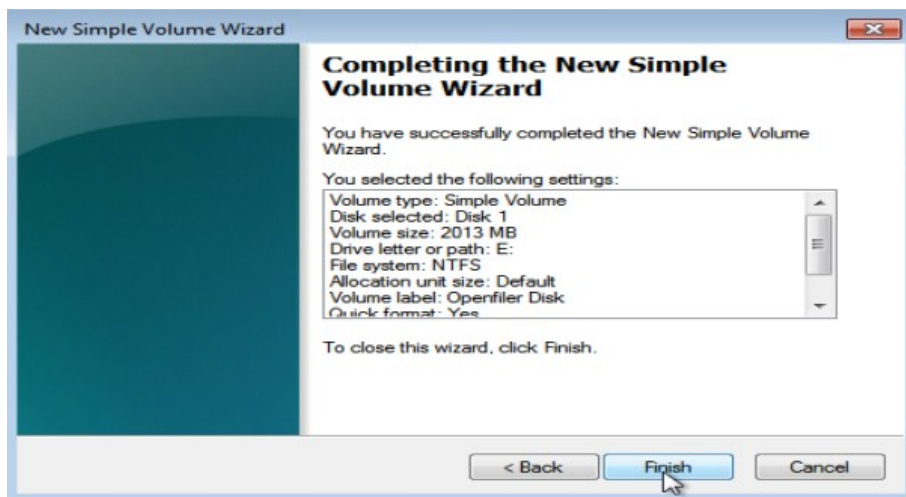 New Simple Volume Wizard
Completing the New Simple
Volume Wizard
You have successfully completed the New Simple Volume
Wizard.
You selected the following settings:
Volume type: Simple Volume
Disk selected: Disk 1
Volume size: 2013 MB
Drive letter or path: E:
File system: NTFS
Allocation unit size: Default
Volume label: Openfiler Disk
Quick format: Yes
To close this wizard, click Finish.
< Back
Finish
Cancel